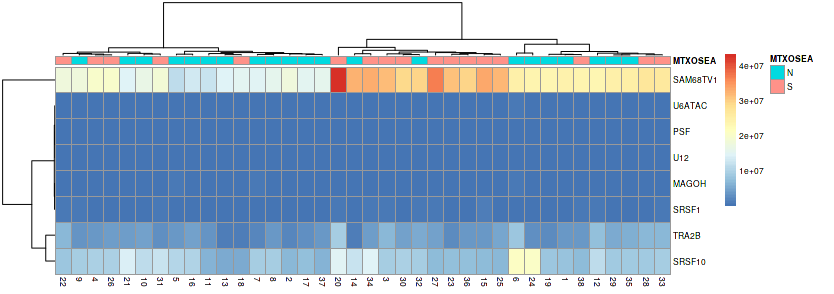 MTXOSEA
SAM68TV1
U6ATAC
PSF
U12
MAGOH
SRSF1
TRA2B
SRSF10
22 9 4 26 21 10 31 5 16 11 13 18 7 8 2 17 37 20 14 34 3 30 32 27 23 36 15 25 6 24 19 1 38 12 29 35 28 33
4e+07
3e+07
2e+07
1e+07
MTXOSEA
N
S